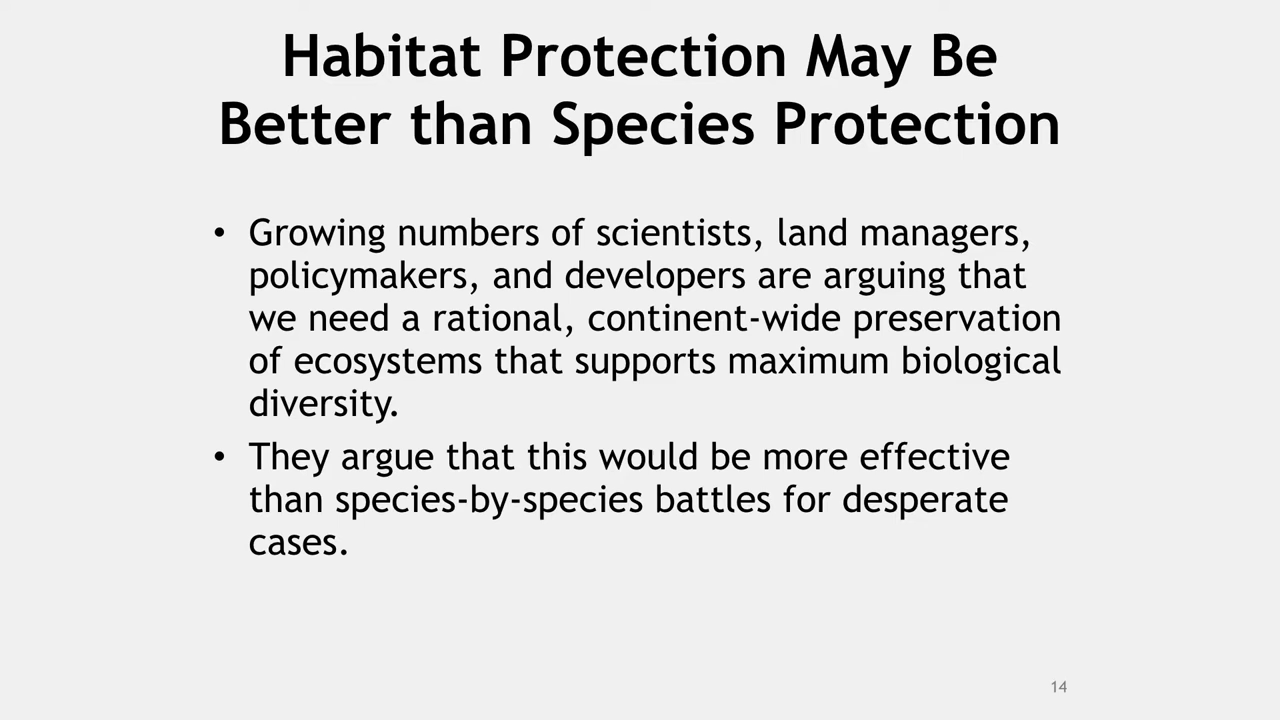 Habitat Protection May Be
Better than Species Protection
• Growing numbers of scientists, land managers,
policymakers, and developers are arguing that
we need a rational, continent-wide preservation
of ecosystems that supports maximum biological
diversity.
• They argue that this would be more effective
than species-by-species battles for desperate
cases.
14